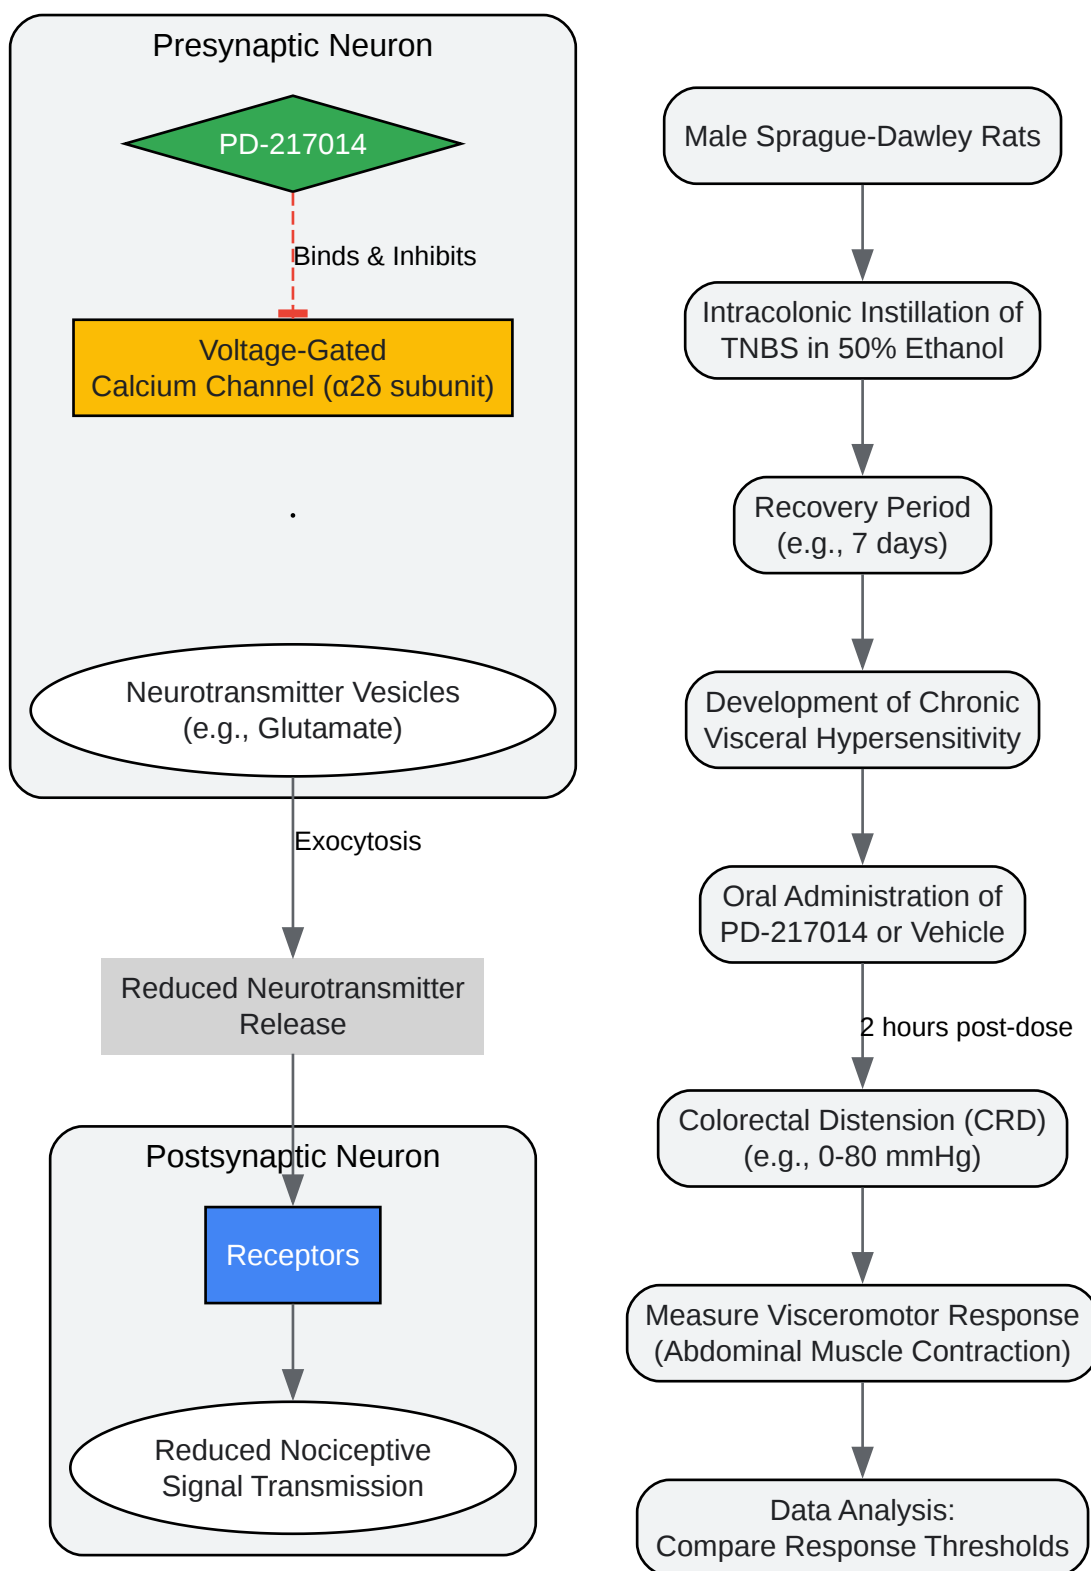 Presynaptic Neuron
PD-217014
Binds & Inhibits
Voltage-Gated
Calcium Channel (α2δ subunit)
.
Neurotransmitter Vesicles
(e.g., Glutamate)
Exocytosis
Reduced Neurotransmitter
Release
Postsynaptic Neuron
Receptors
Reduced Nociceptive
Signal Transmission
Male Sprague-Dawley Rats
Intracolonic Instillation of
TNBS in 50% Ethanol
Recovery Period
(e.g., 7 days)
Development of Chronic
Visceral Hypersensitivity
Oral Administration of
PD-217014 or Vehicle
2 hours post-dose
Colorectal Distension (CRD)
(e.g., 0-80 mmHg)
Measure Visceromotor Response
(Abdominal Muscle Contraction)
Data Analysis:
Compare Response Thresholds